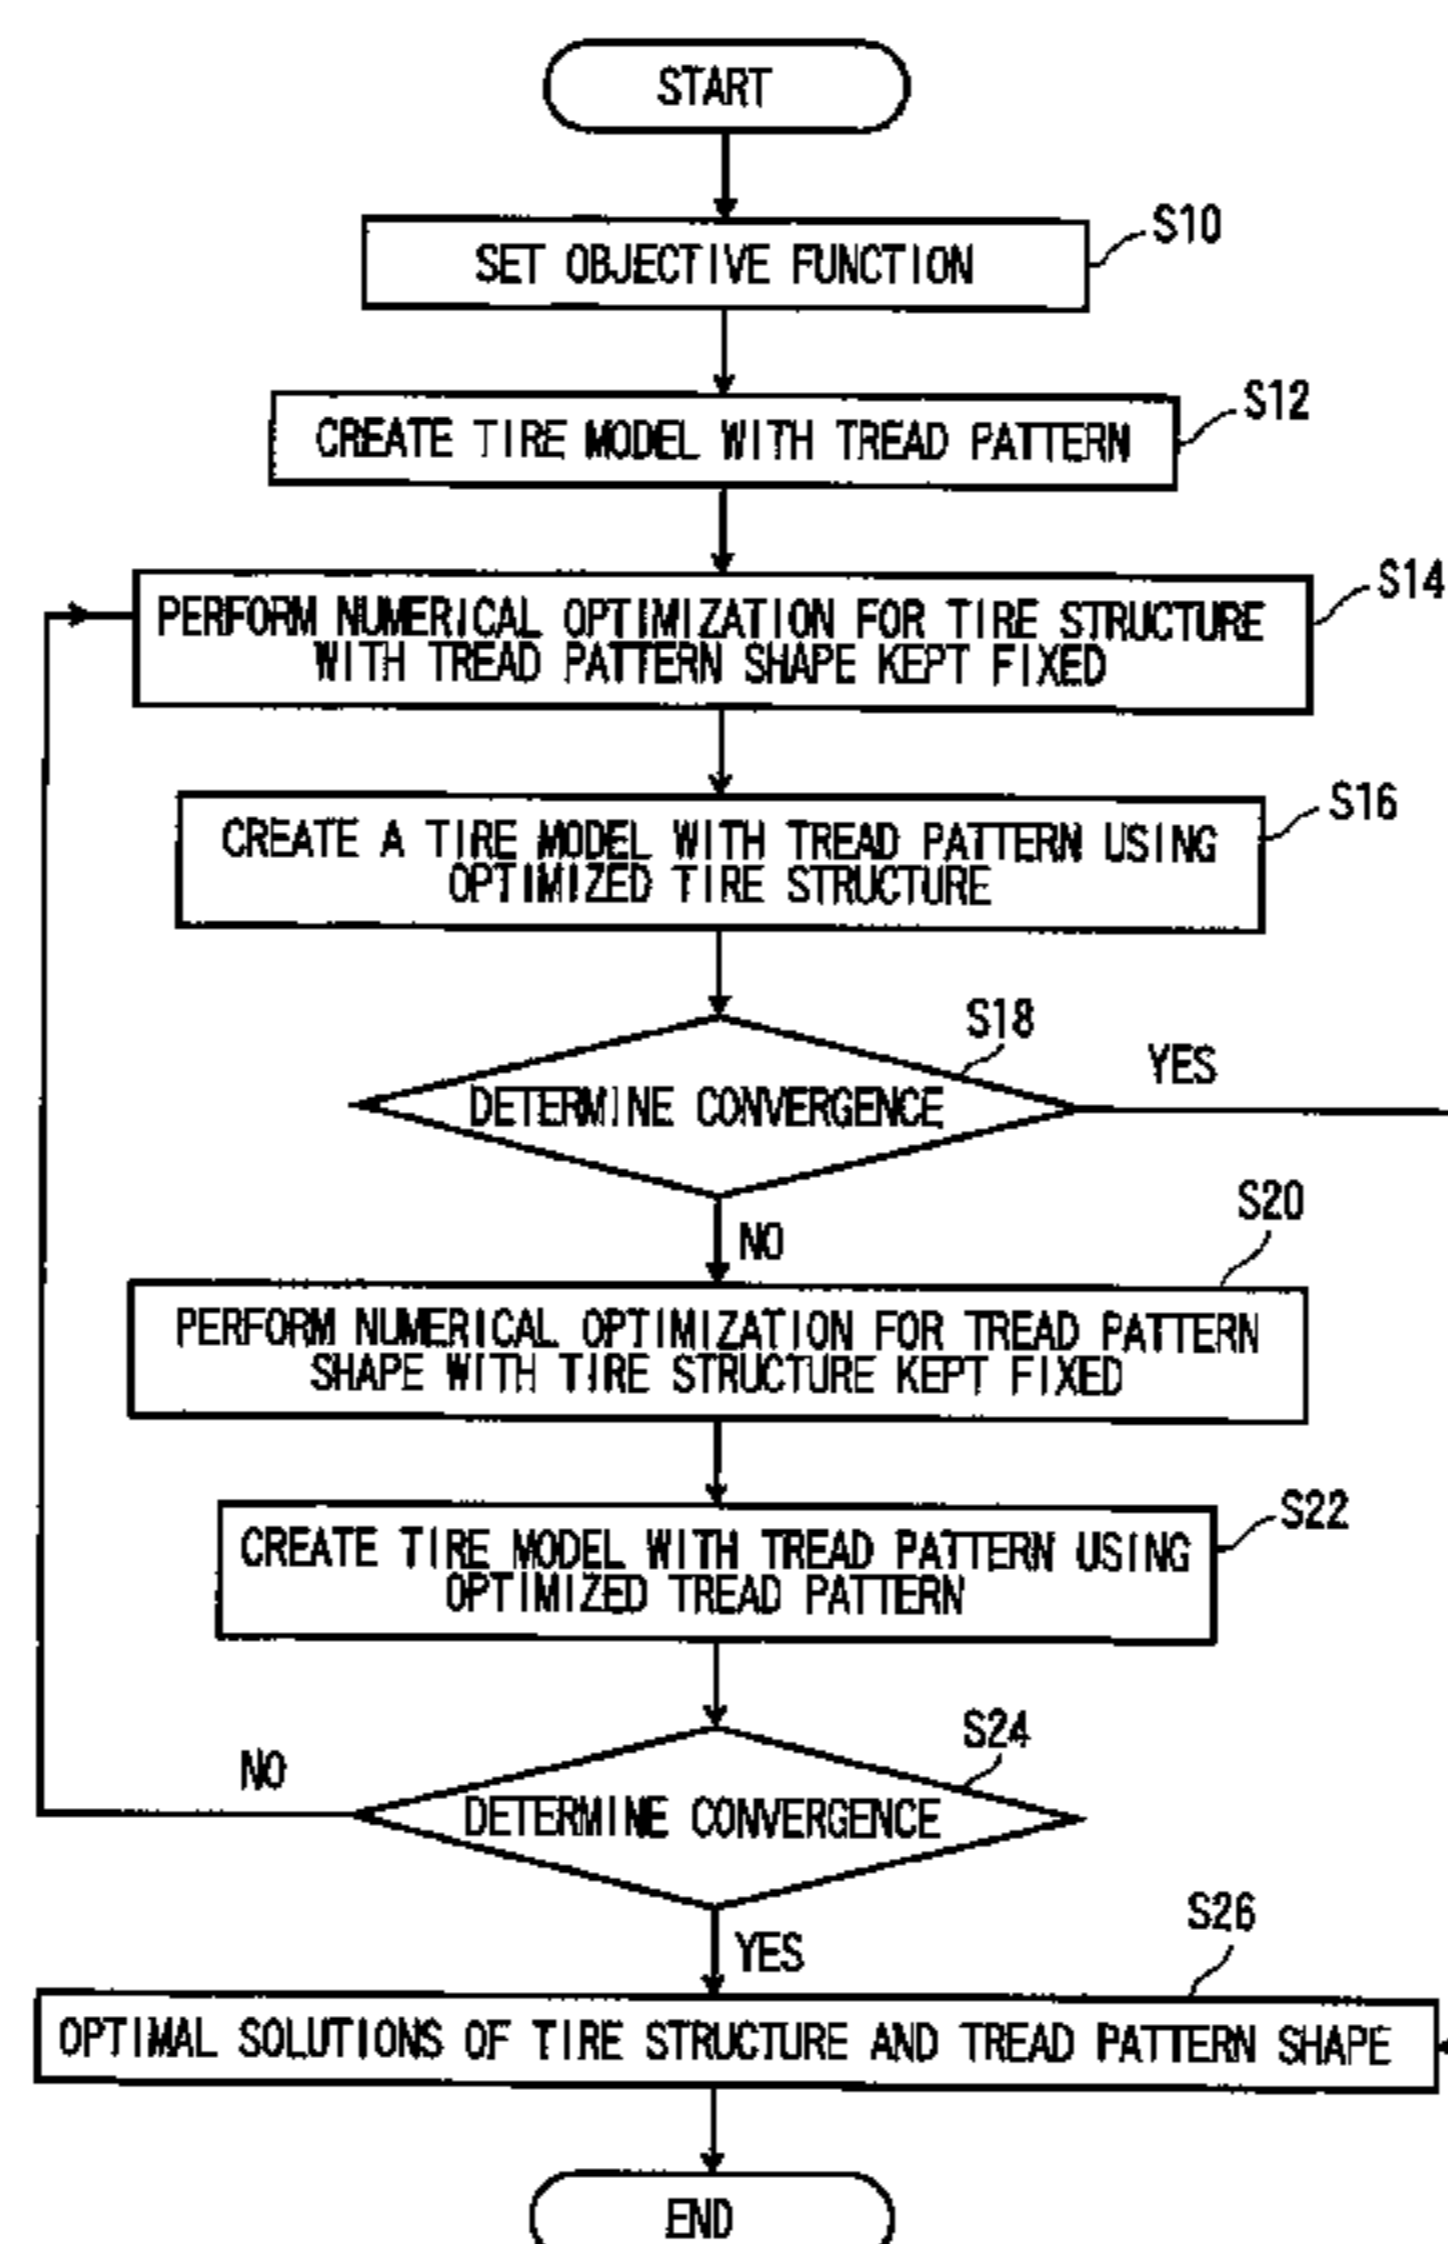 START
S10
SET OBJECTIVE FUNCTION
S12
CREATE TIRE MODEL WITH TREAD PATTERN
S14
PERFORM NUMERICAL OPTIMIZATION FOR TIRE STRUCTURE
WITH TREAD PATTERN SHAPE KEPT FIXED
S16
CREATE A TIRE MODEL WITH TREAD PATTERN USING
OPTIMIZED TIRE STRUCTURE
S18
YES
DETERMINE CONVERGENCE
NO
S20
PERFORM NUMERICAL OPTIMIZATION FOR TREAD PATTERN
SHAPE WITH TIRE STRUCTURE KEPT FIXED
S22
CREATE TIRE MODEL WITH TREAD PATTERN USING
OPTIMIZED TREAD PATTERN
S24
NO
DETERMINE CONVERGENCE
YES
S26
OPTIMAL SOLUTIONS OF TIRE STRUCTURE AND TREAD PATTERN SHAPE
END